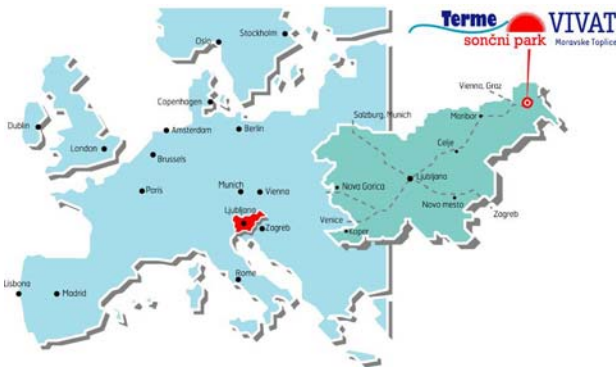 Terme VIVAT
sončni park Moravske Toplice
Oslo
Stockholm
Copenhagen
Dublin
London
Amsterdam
Berlin
Brussels
Paris
Munich
Vienna
Ljubljana
Zagreb
Rome
Lisbona
Madrid
Vienna, Graz
Salzburg, Munich
Maribor
Celje
Ljubljana
Nova Gorica
Novo mesto
Zagreb
Venice
Koper